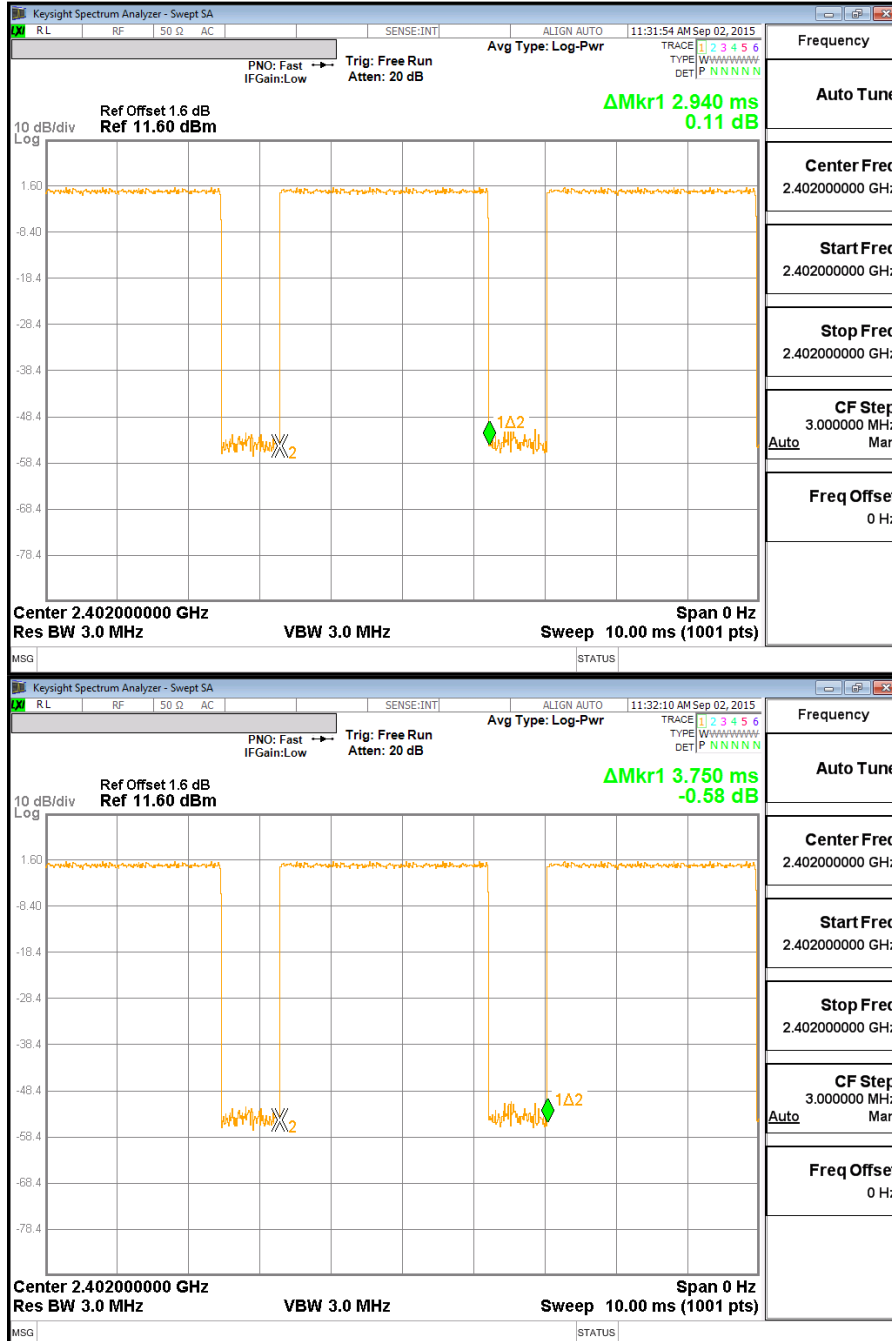 Keysight Spectrum Analyzer - Swept SA
LXI RL RF 50 Ω AC SENSE:INT ALIGN AUTO 11:31:54 AM Sep 02, 2015
Frequency
Avg Type: Log-Pwr TRACE 1 2 3 4 5 6
PNO: Fast Trig: Free Run TYPE WWWWWWW
IFGain:Low Atten: 20 dB DET P N N N N N
Auto Tune
ΔMkr1 2.940 ms
Ref Offset 1.6 dB
10 dB/div Ref 11.60 dBm 0.11 dB
Log
Center Freq
2.402000000 GHz
1.60
-8.40
Start Freq
2.402000000 GHz
-18.4
-28.4
Stop Freq
2.402000000 GHz
-38.4
-48.4
1Δ2
CF Step
3.000000 MHz
Auto Man
2
-58.4
-68.4
Freq Offset
0 Hz
-78.4
Center 2.402000000 GHz Span 0 Hz
Res BW 3.0 MHz VBW 3.0 MHz Sweep 10.00 ms (1001 pts)
MSG STATUS
Keysight Spectrum Analyzer - Swept SA
LXI RL RF 50 Ω AC SENSE:INT ALIGN AUTO 11:32:10 AM Sep 02, 2015
Frequency
Avg Type: Log-Pwr TRACE 1 2 3 4 5 6
PNO: Fast Trig: Free Run TYPE WWWWWWW
IFGain:Low Atten: 20 dB DET P N N N N N
Auto Tune
ΔMkr1 3.750 ms
Ref Offset 1.6 dB
10 dB/div Ref 11.60 dBm -0.58 dB
Log
Center Freq
2.402000000 GHz
1.60
-8.40
Start Freq
2.402000000 GHz
-18.4
-28.4
Stop Freq
2.402000000 GHz
-38.4
-48.4
1Δ2
CF Step
3.000000 MHz
Auto Man
2
-58.4
-68.4
Freq Offset
0 Hz
-78.4
Center 2.402000000 GHz Span 0 Hz
Res BW 3.0 MHz VBW 3.0 MHz Sweep 10.00 ms (1001 pts)
MSG STATUS